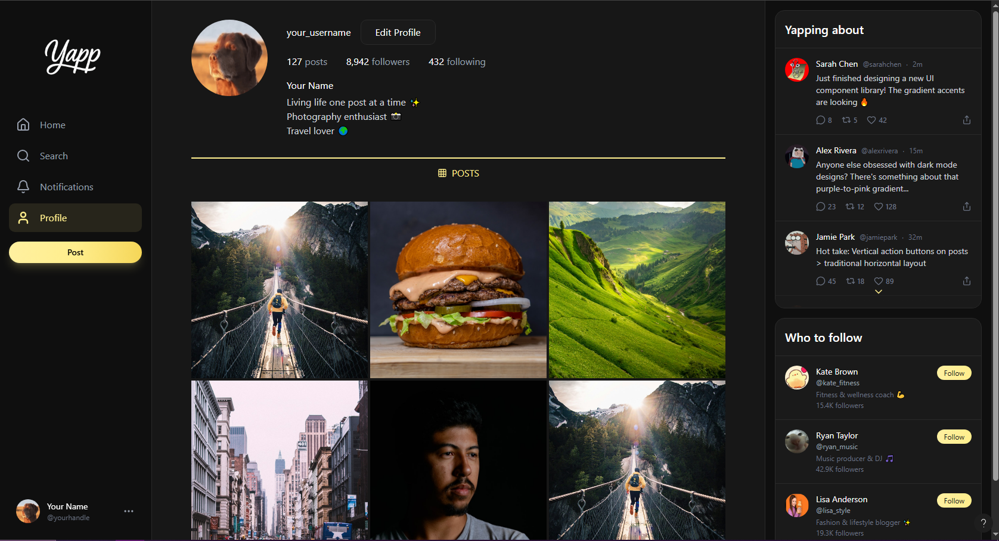 Yapp
Home
Search
Notifications
Profile
Post
Your Name
@yourhandle
your_username
Edit Profile
127 posts
8,942 followers
432 following
Your Name
Living life one post at a time ✨
Photography enthusiast 📷
Travel lover 🌍
POSTS
401
Yapping about
Sarah Chen @sarahchen · 2m
Just finished designing a new UI
component library! The gradient accents
are looking 🔥
8 5 42
Alex Rivera @alexrivera · 15m
Anyone else obsessed with dark mode
designs? There's something about that
purple-to-pink gradient...
23 12 128
Jamie Park @jamiepark · 32m
Hot take: Vertical action buttons on posts
> traditional horizontal layout
45 18 89
Who to follow
Kate Brown
@kate_fitness
Fitness & wellness coach 💪
15.4K followers
Follow
Ryan Taylor
@ryan_music
Music producer & DJ 🎵
42.9K followers
Follow
Lisa Anderson
@lisa_style
Fashion & lifestyle blogger ✨
19.3K followers
Follow
?